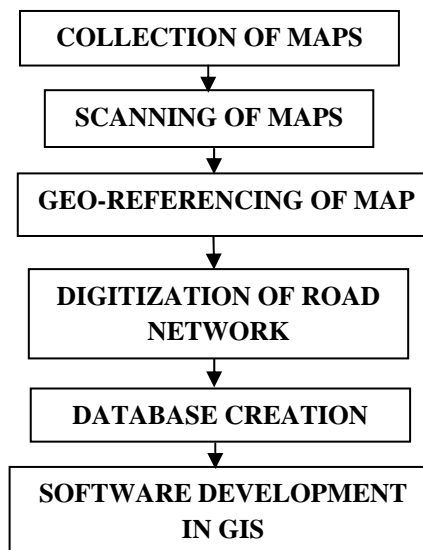 COLLECTION OF MAPS
SCANNING OF MAPS
GEO-REFERENCING OF MAP
DIGITIZATION OF ROAD
NETWORK
DATABASE CREATION
SOFTWARE DEVELOPMENT
IN GIS